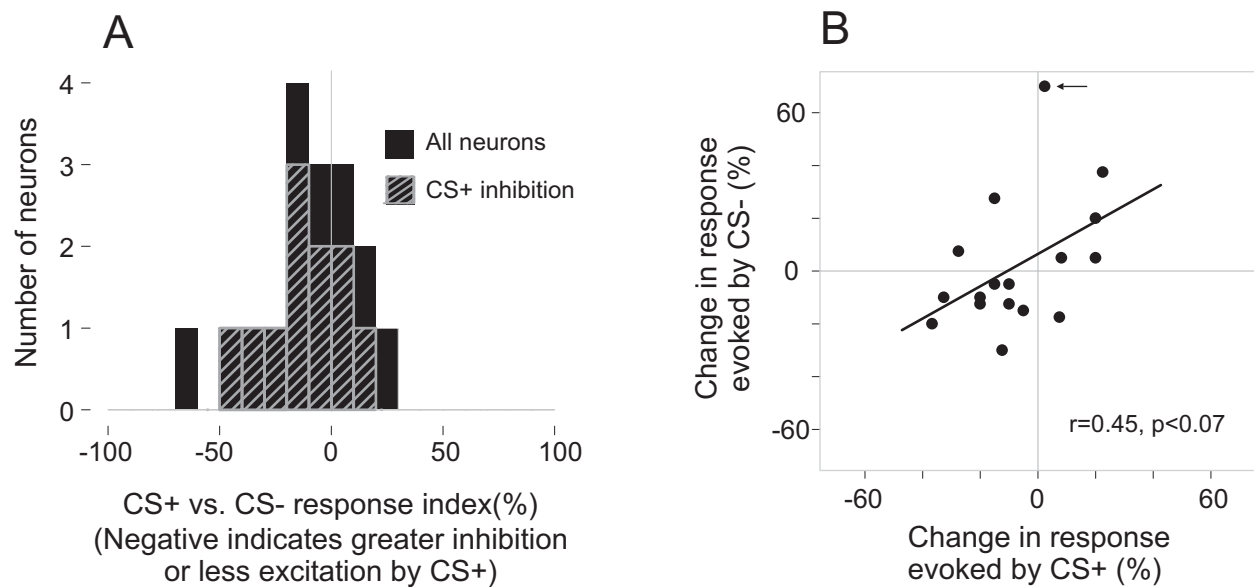 A
Number of neurons
4
3
2
1
0
-100
-50
0
50
100
All neurons
CS+ inhibition
CS+ vs. CS- response index(%)
(Negative indicates greater inhibition
or less excitation by CS+)
B
Change in response
evoked by CS- (%)
60
0
-60
r=0.45, p<0.07
-60
0
60
Change in response
evoked by CS+ (%)